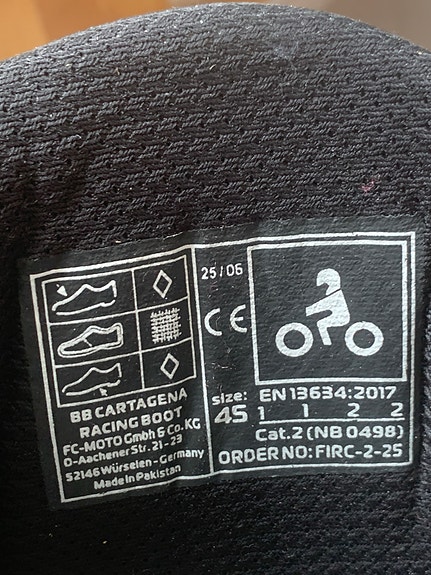 25/06
CE
BB CARTAGENA
RACING BOOT
FC-MOTO Gmbh & Co.KG
D-Aachener Str. 21-23
52146 Würselen - Germany
Made in Pakistan
size:
45
EN13634:2017
1 1 2 2
Cat.2 (NB 0498)
ORDER NO: FIRC-2-25